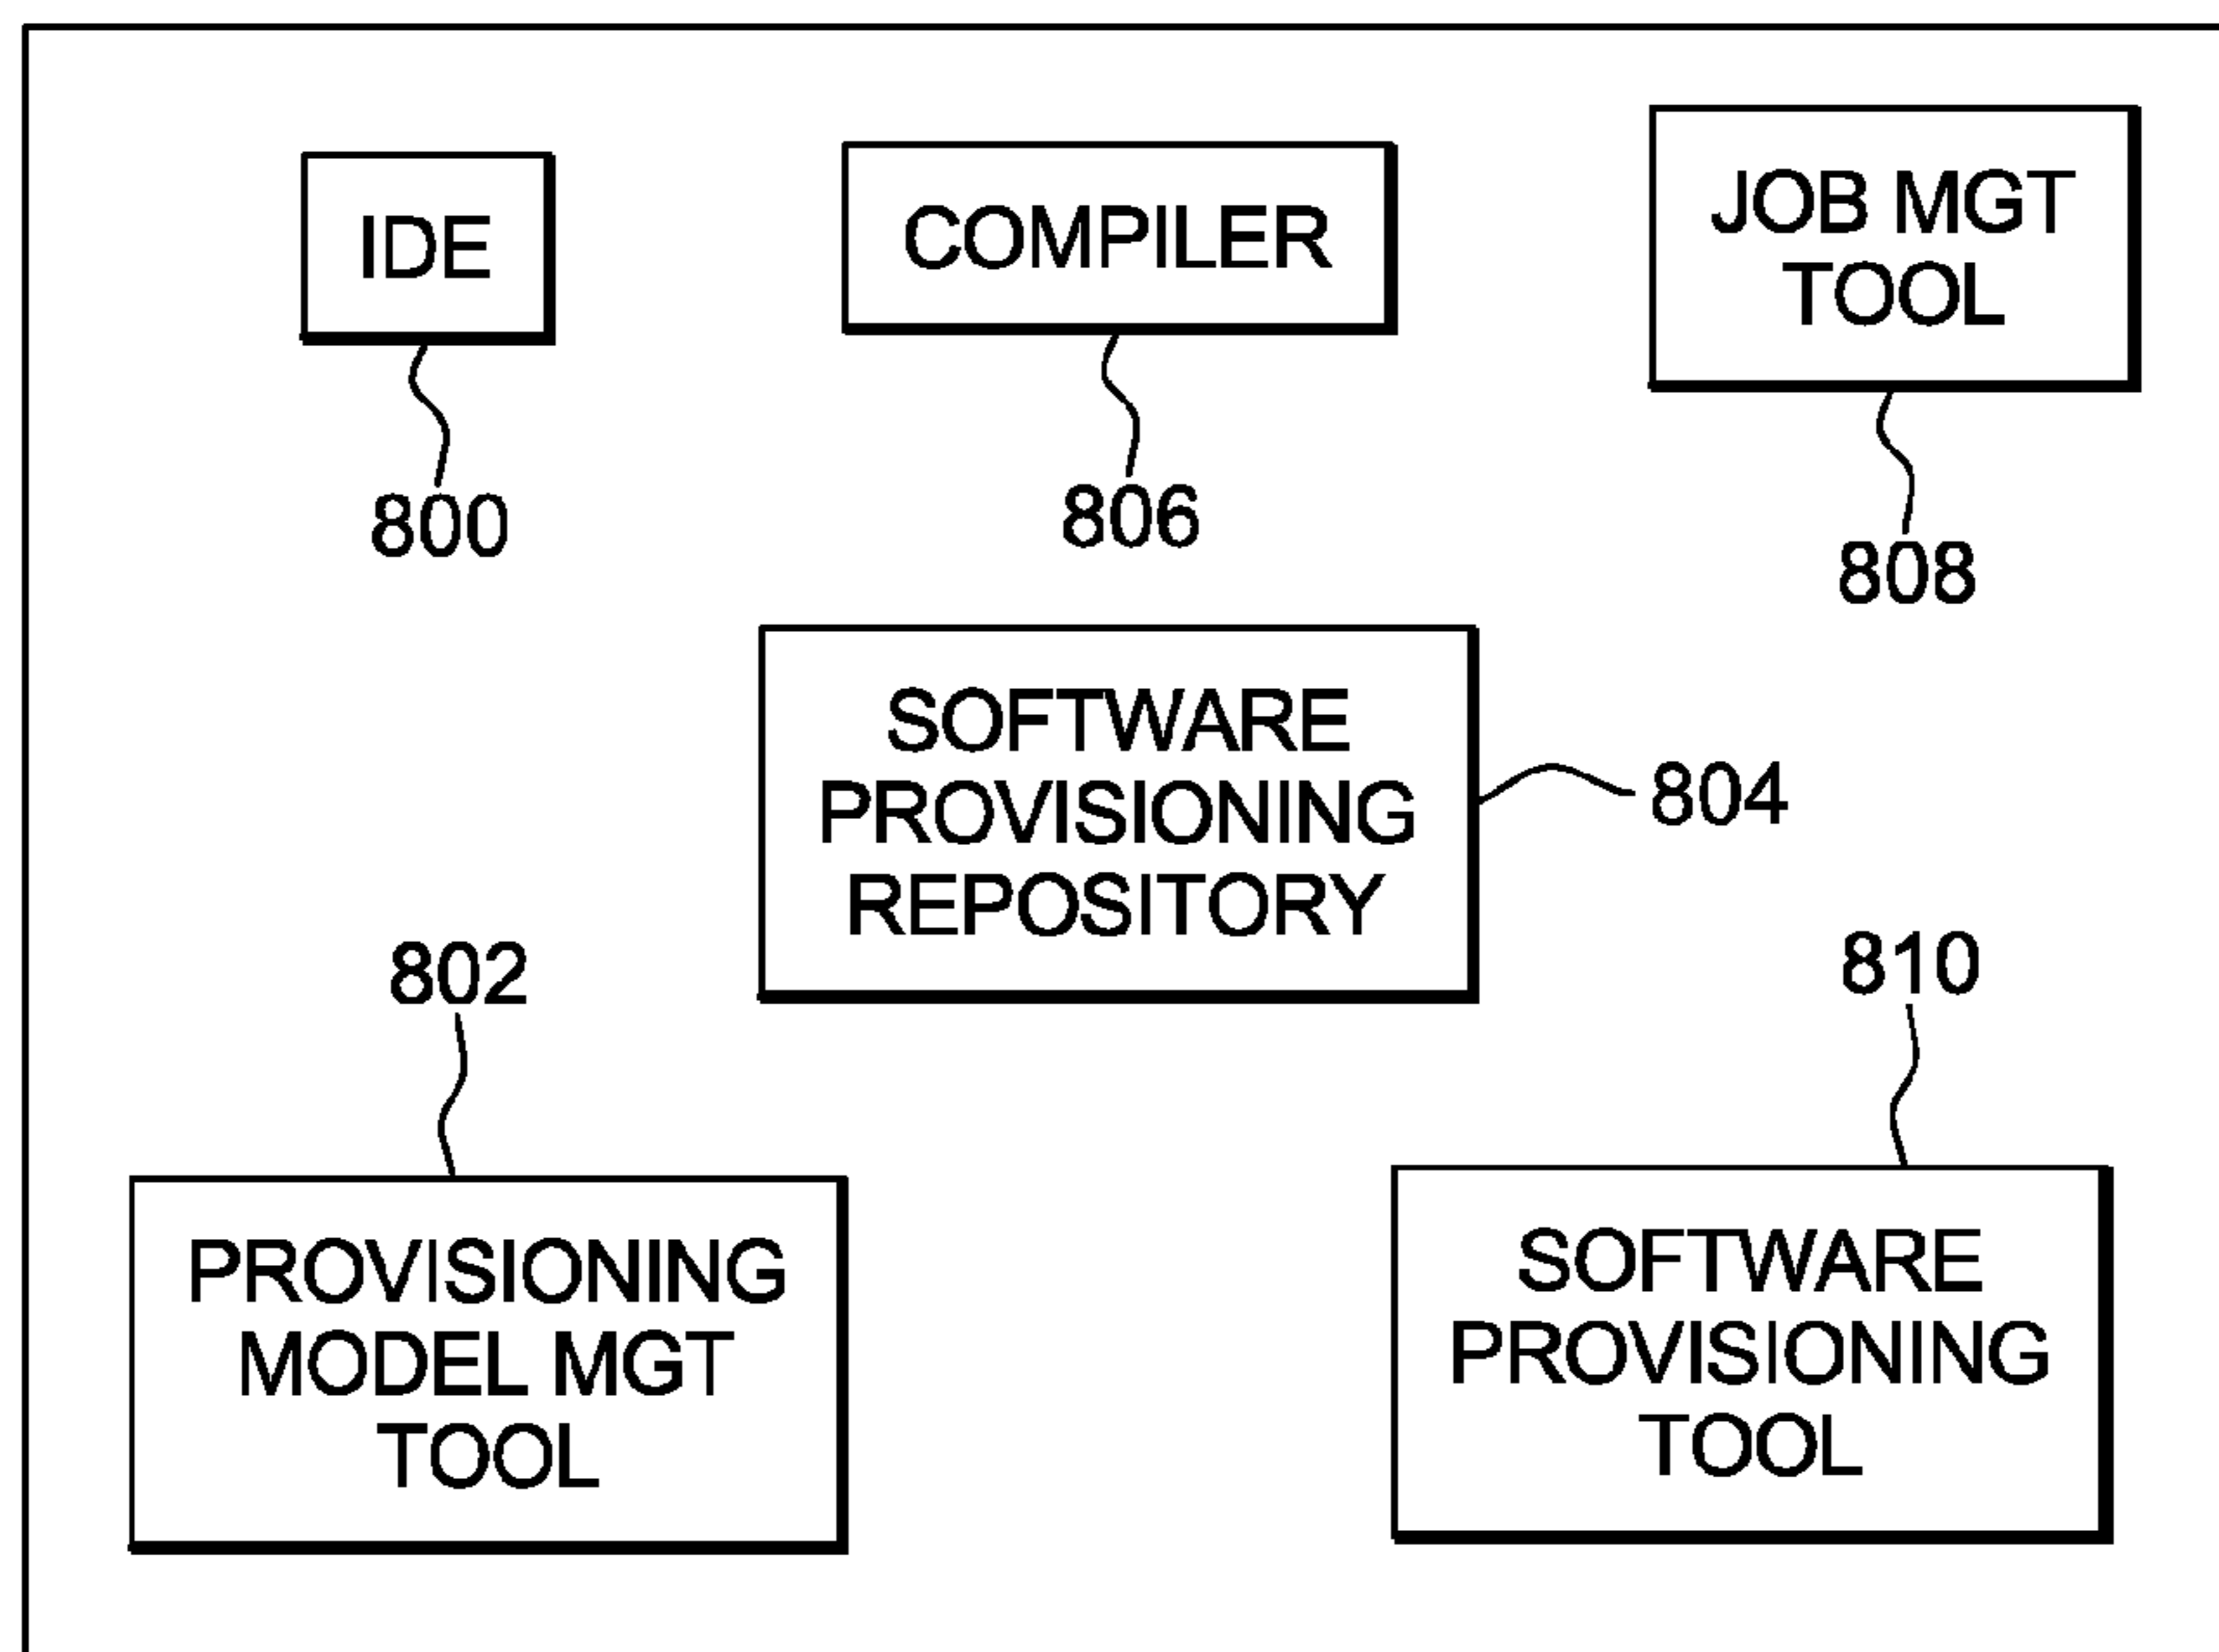 IDE
800
COMPILER
806
JOB MGT
TOOL
808
SOFTWARE
PROVISIONING
REPOSITORY
804
802
PROVISIONING
MODEL MGT
TOOL
810
SOFTWARE
PROVISIONING
TOOL